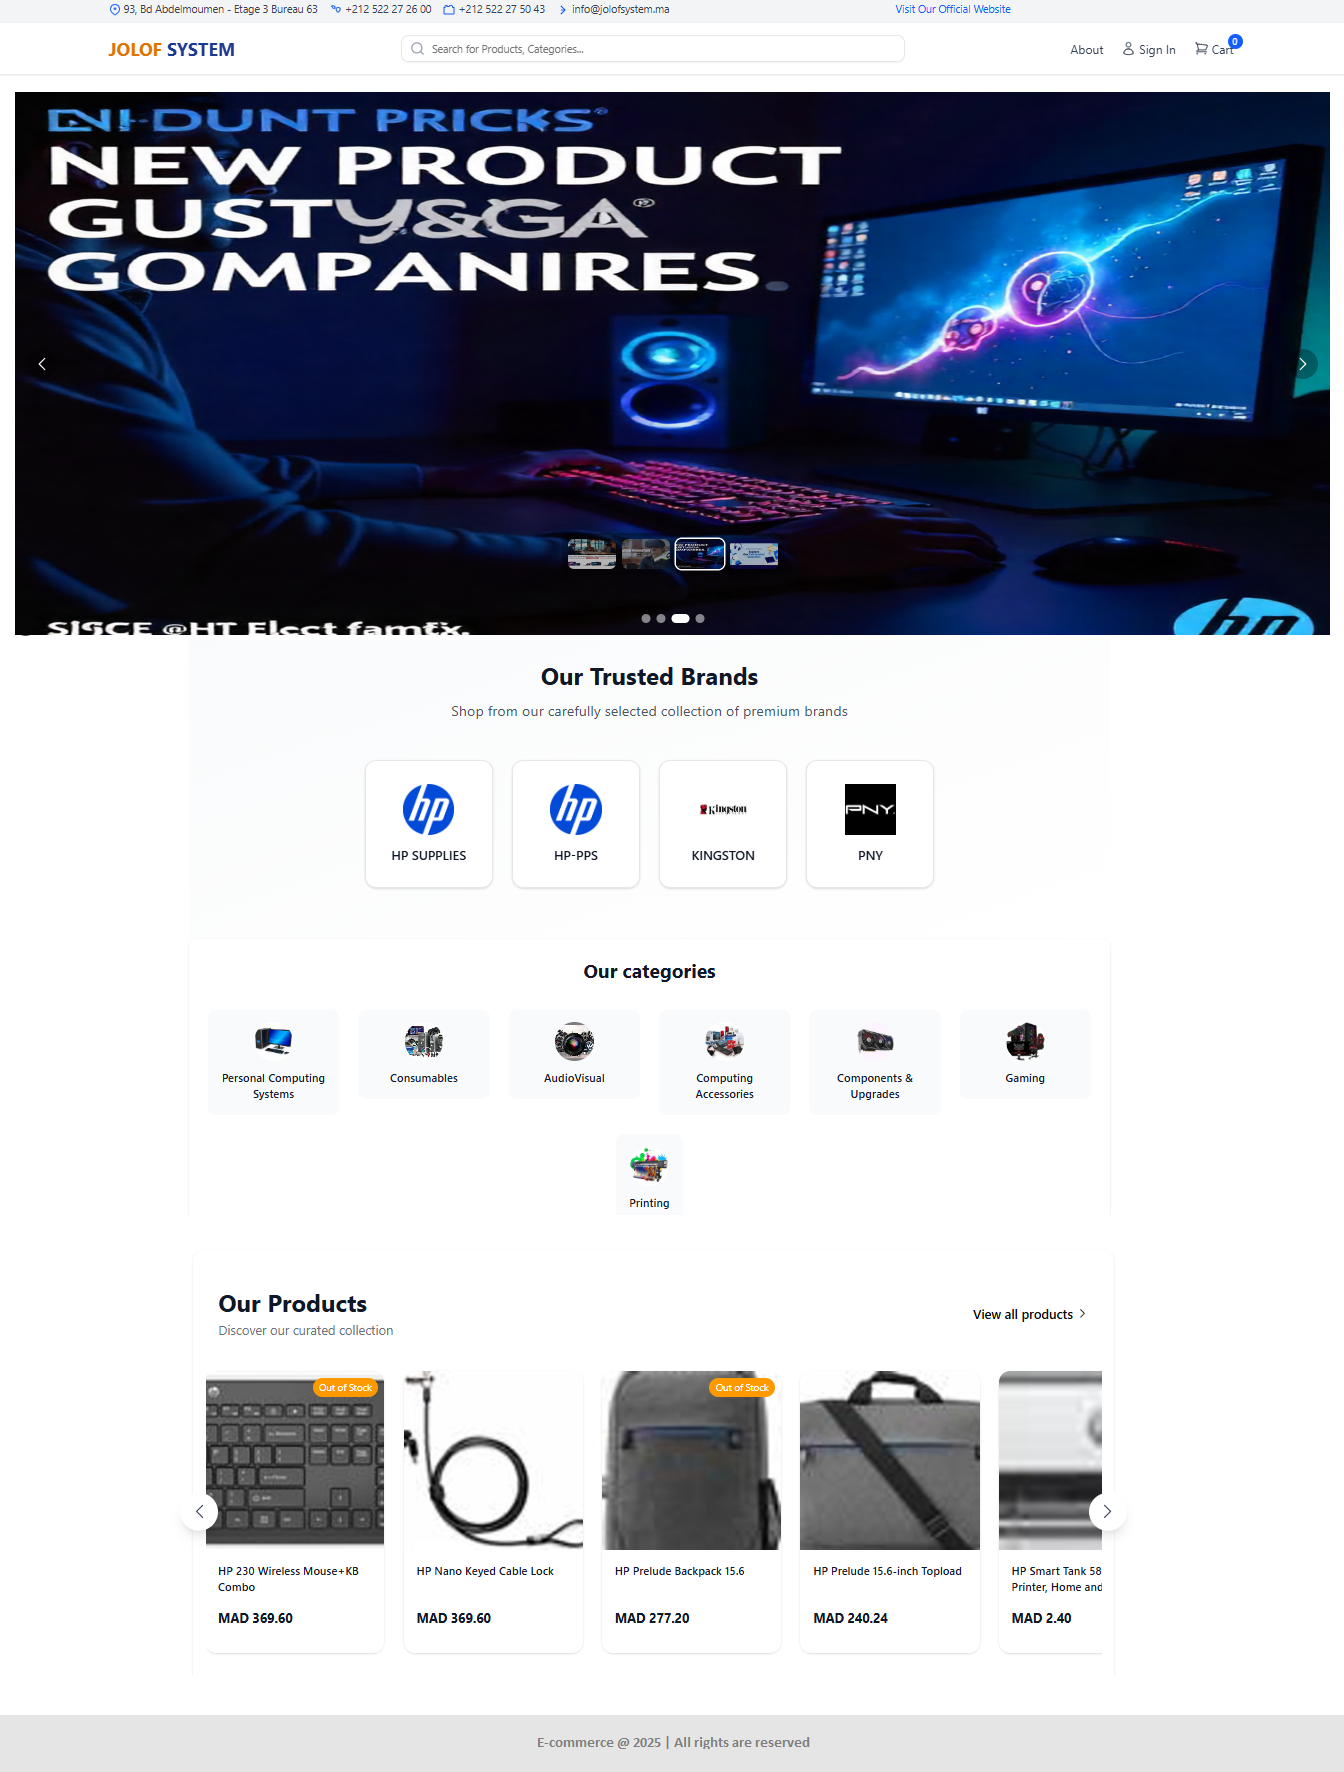 93, Bd Abdelmoumen - Etage 3 Bureau 63 +212 522 27 26 00 +212 522 27 50 43 info@jolofsystem.ma Visit Our Official Website
JOLOF SYSTEM Search for Products, Categories... About Sign In Cart 0
DUNT PRICKS
NEW PRODUCT
GUSTY&GA
GOMPANIRES.
@HT Elect
hp
Our Trusted Brands
Shop from our carefully selected collection of premium brands
hp hp Kingston PNY
HP SUPPLIES HP-PPS KINGSTON PNY
Our categories
Personal Computing Systems
Consumables
AudioVisual
Computing Accessories
Components & Upgrades
Gaming
Printing
Our Products
Discover our curated collection
View all products
Out of Stock Out of Stock
HP 230 Wireless Mouse+KB Combo
MAD 369.60
HP Nano Keyed Cable Lock
MAD 369.60
HP Prelude Backpack 15.6
MAD 277.20
HP Prelude 15.6-inch Topload
MAD 240.24
HP Smart Tank 58
Printer, Home and
MAD 2.40
E-commerce @ 2025 | All rights are reserved